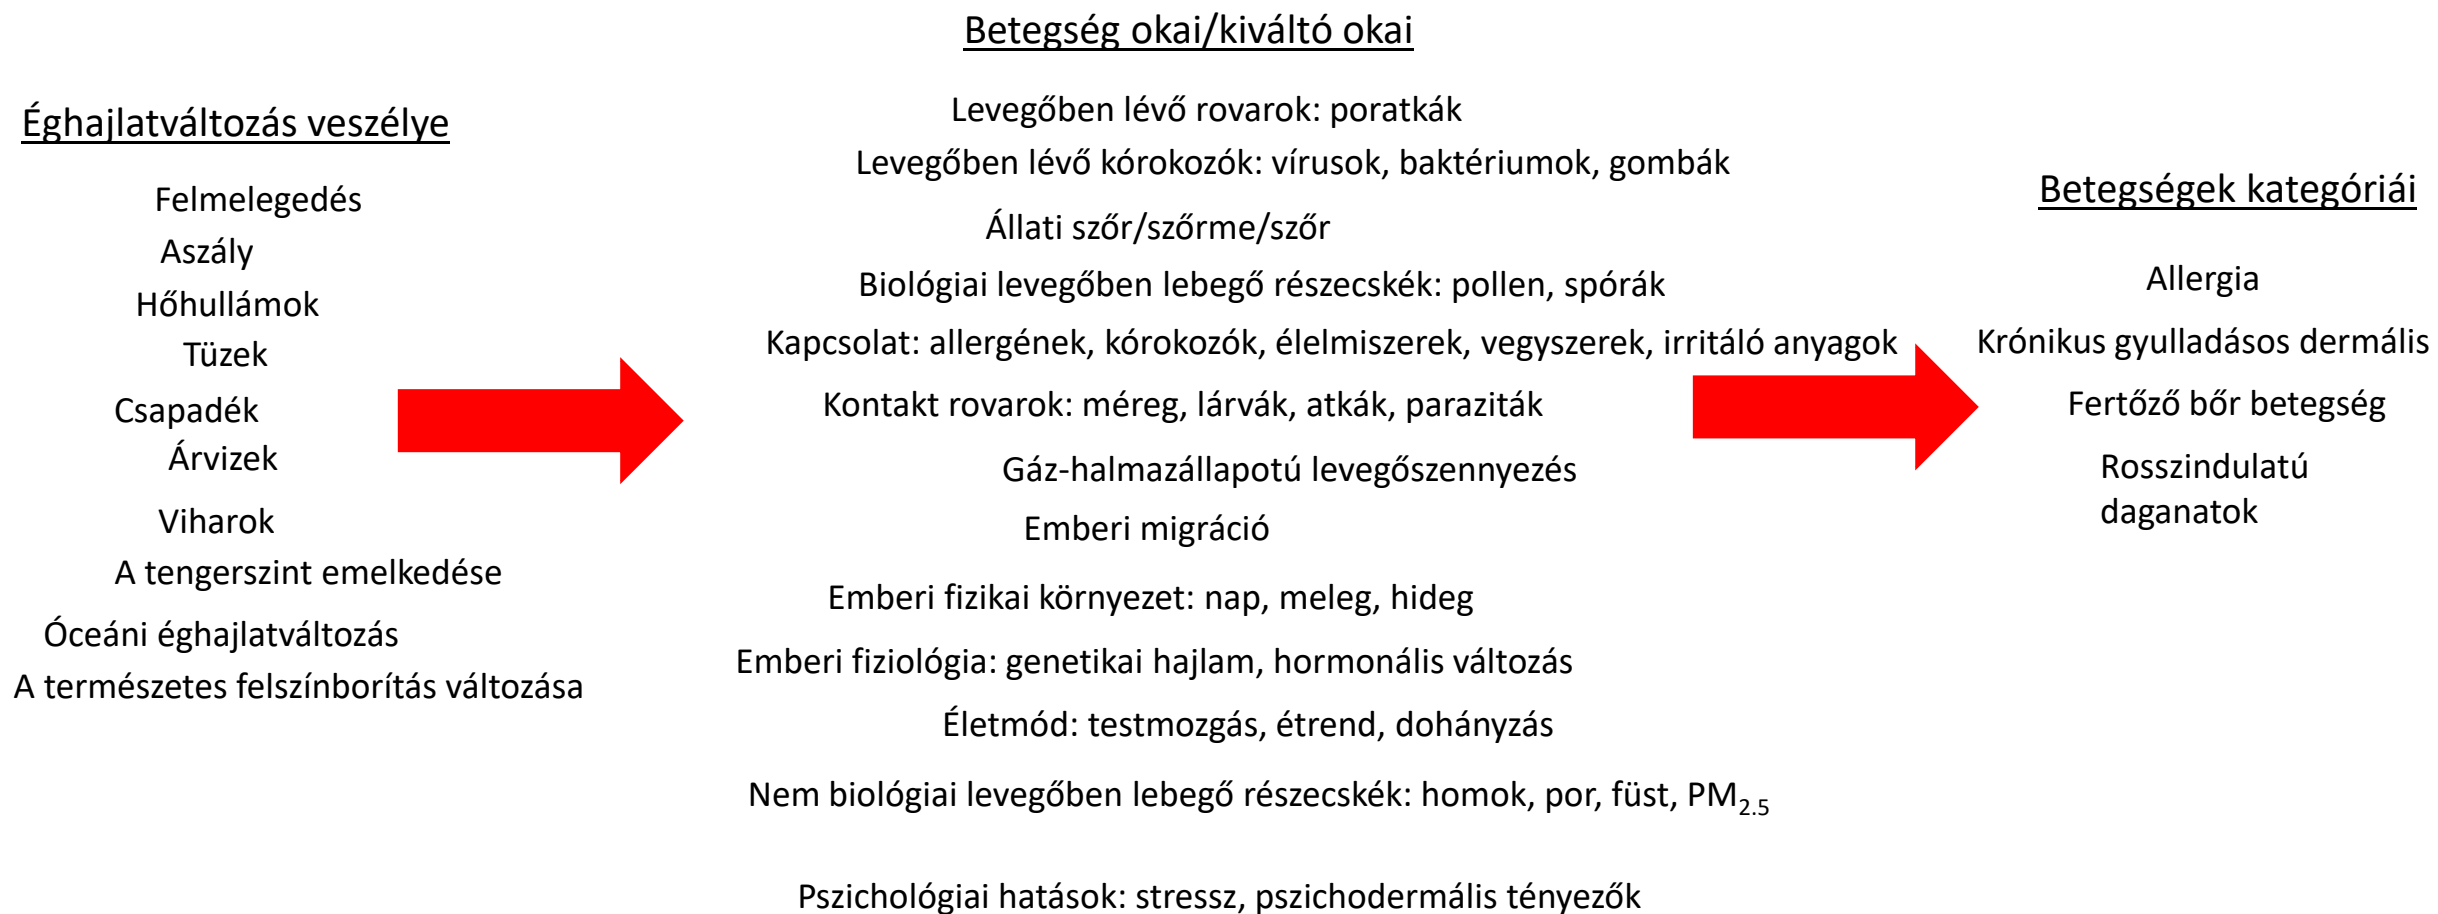 Éghajlatváltozás veszélye
Felmelegedés
Aszály
Hőhullámok
Tüzek
Csapadék
Árvizek
Viharok
A tengerszint emelkedése
Óceáni éghajlatváltozás
A természetes felszínborítás változása
Betegség okai/kiváltó okai
Levegőben lévő rovarok: poratkák
Levegőben lévő kórokozók: vírusok, baktériumok, gombák
Állati szőr/szőrme/szőr
Biológiai levegőben lebegő részecskék: pollen, spórák
Kapcsolat: allergének, kórokozók, élelmiszerek, vegyszerek, irritáló anyagok
Kontakt rovarok: méreg, lárvák, atkák, paraziták
Gáz-halmazállapotú levegőszennyezés
Emberi migráció
Emberi fizikai környezet: nap, meleg, hideg
Emberi fiziológia: genetikai hajlam, hormonális változás
Életmód: testmozgás, étrend, dohányzás
Nem biológiai levegőben lebegő részecskék: homok, por, füst, PM2.5
Pszichológiai hatások: stressz, pszichodermális tényezők
Betegségek kategóriái
Allergia
Krónikus gyulladásos dermális
Fertőző bőr betegség
Rosszindulatú
daganatok